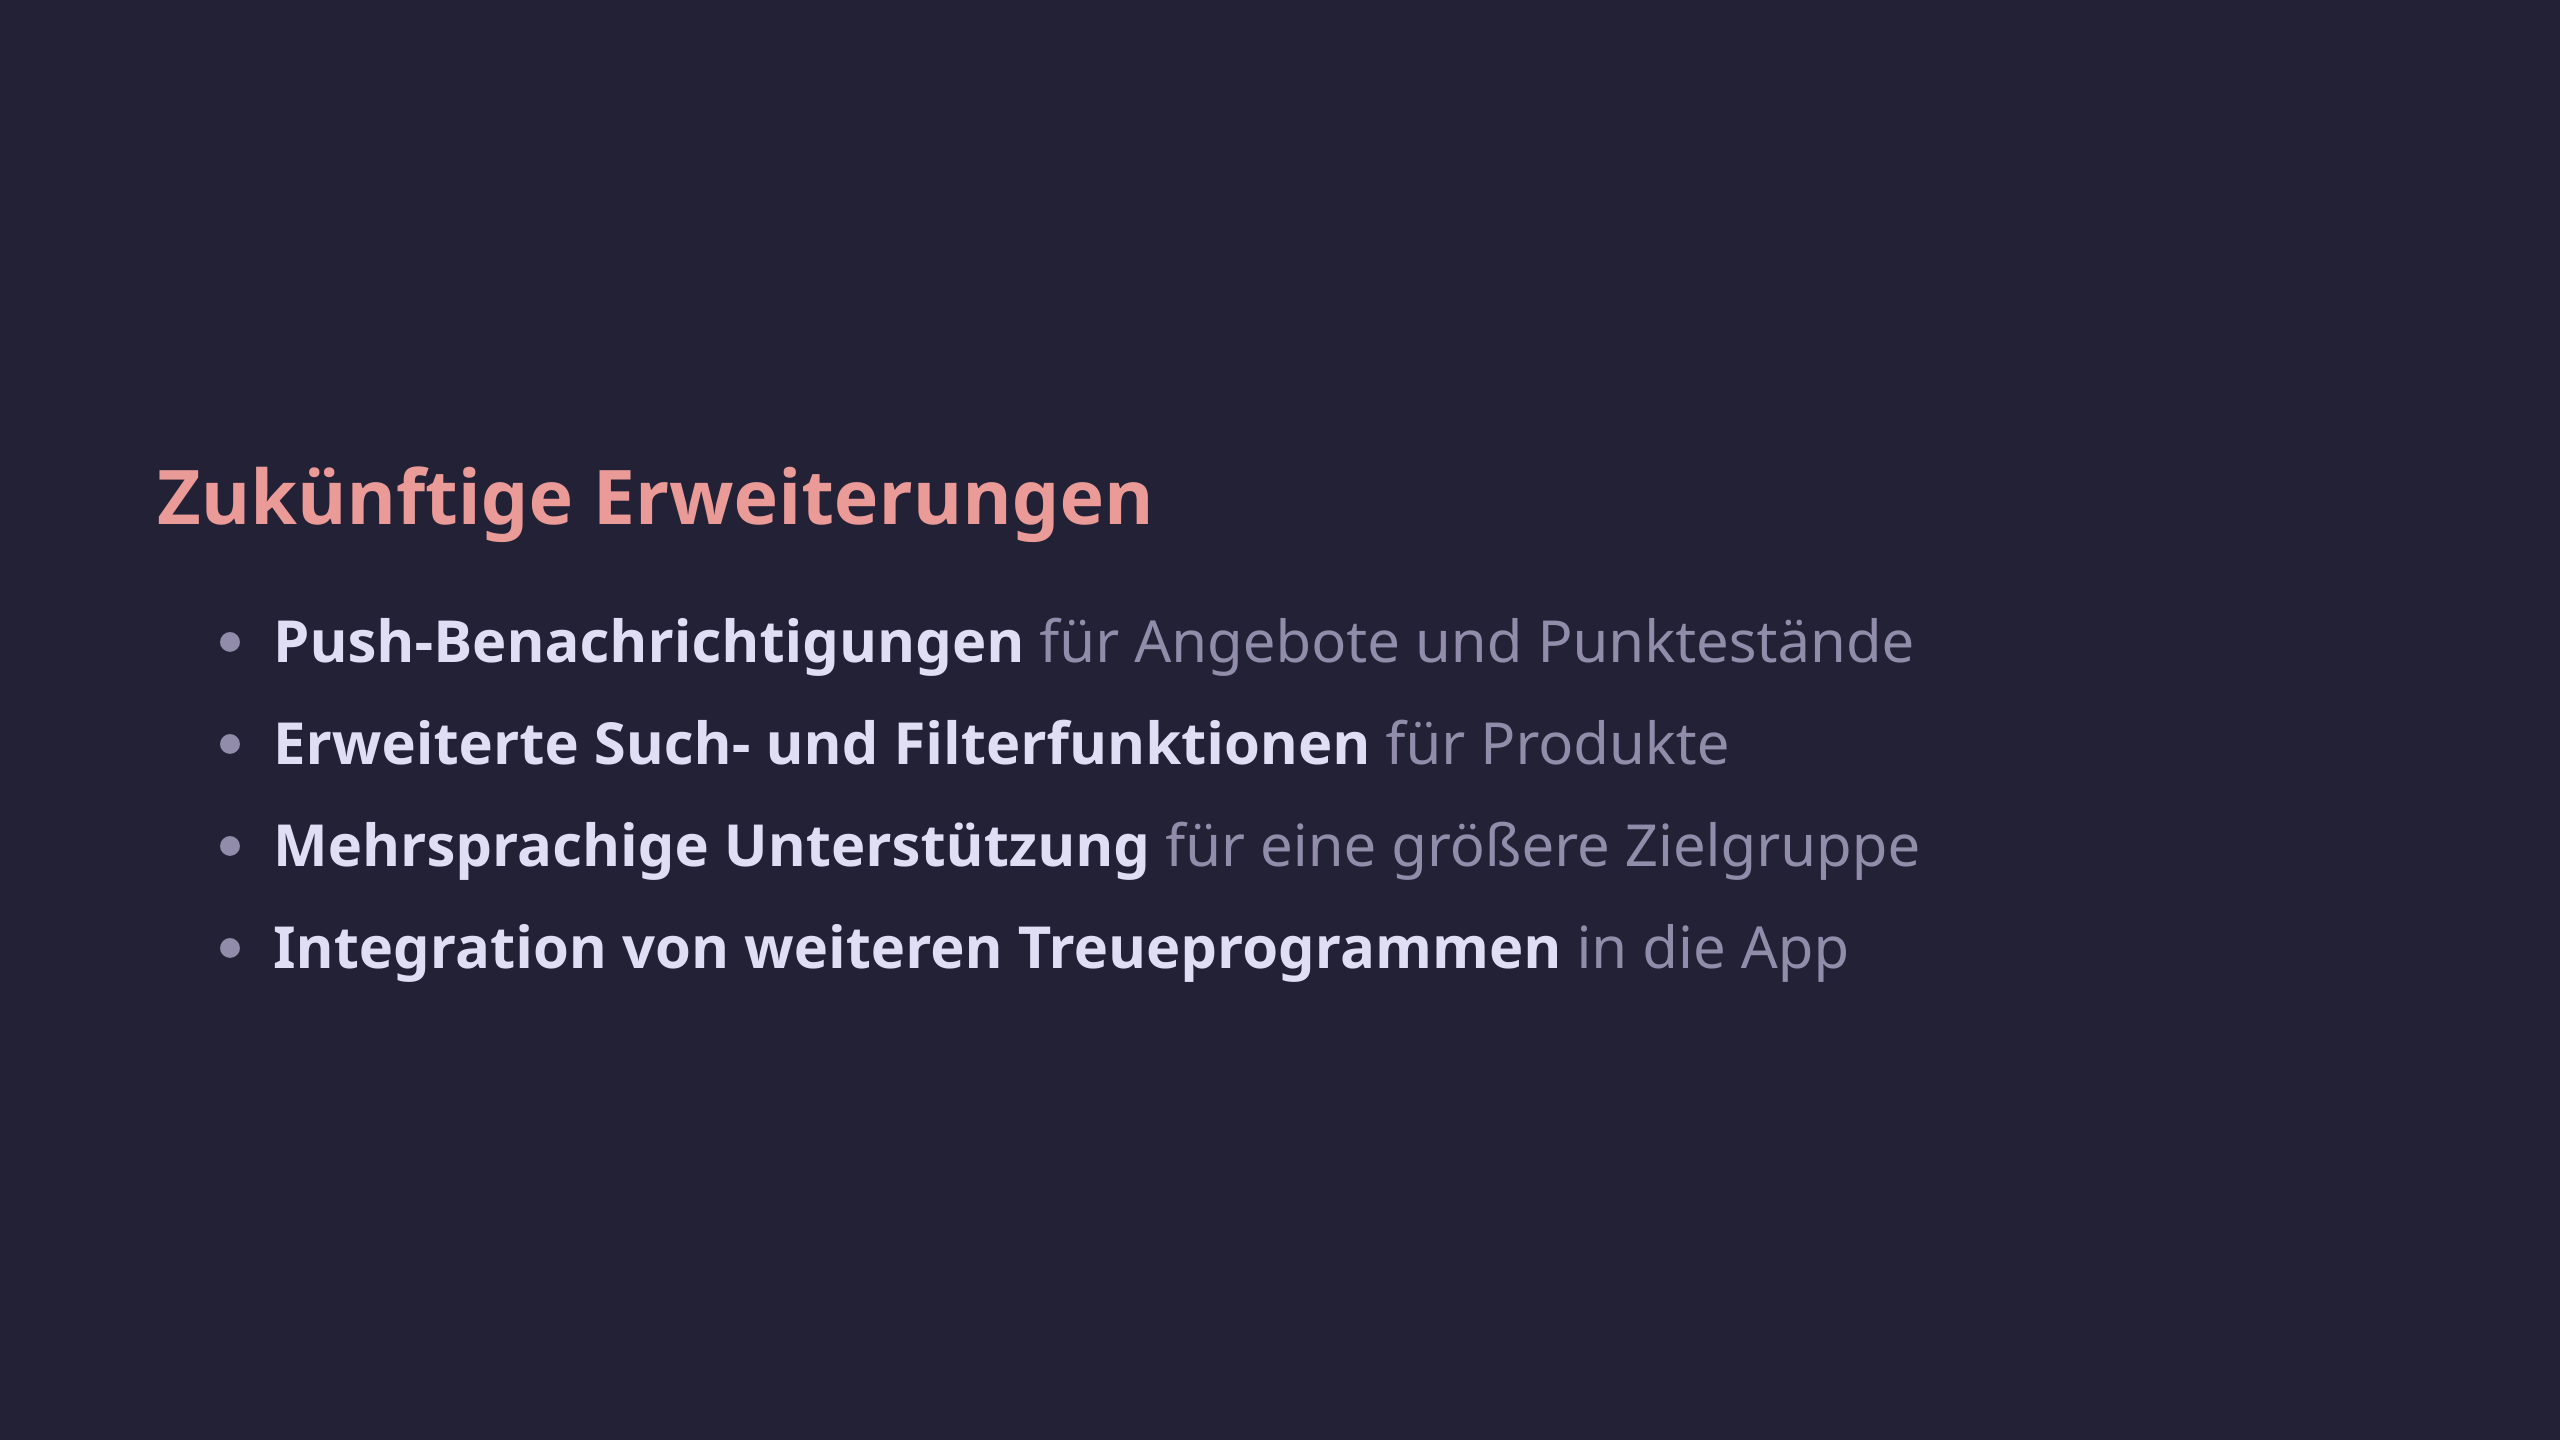 Zukünftige Erweiterungen
Push-Benachrichtigungen für Angebote und Punktestände
Erweiterte Such- und Filterfunktionen für Produkte
Mehrsprachige Unterstützung für eine größere Zielgruppe
Integration von weiteren Treueprogrammen in die App